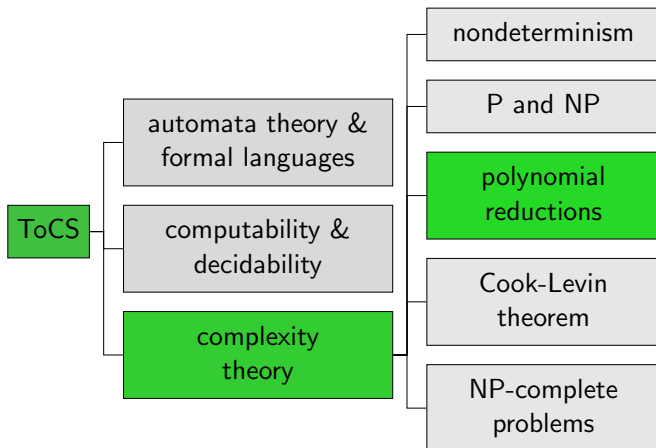 ToCS
automata theory &
formal languages
computability &
decidability
complexity
theory
nondeterminism
P and NP
polynomial
reductions
Cook-Levin
theorem
NP-complete
problems